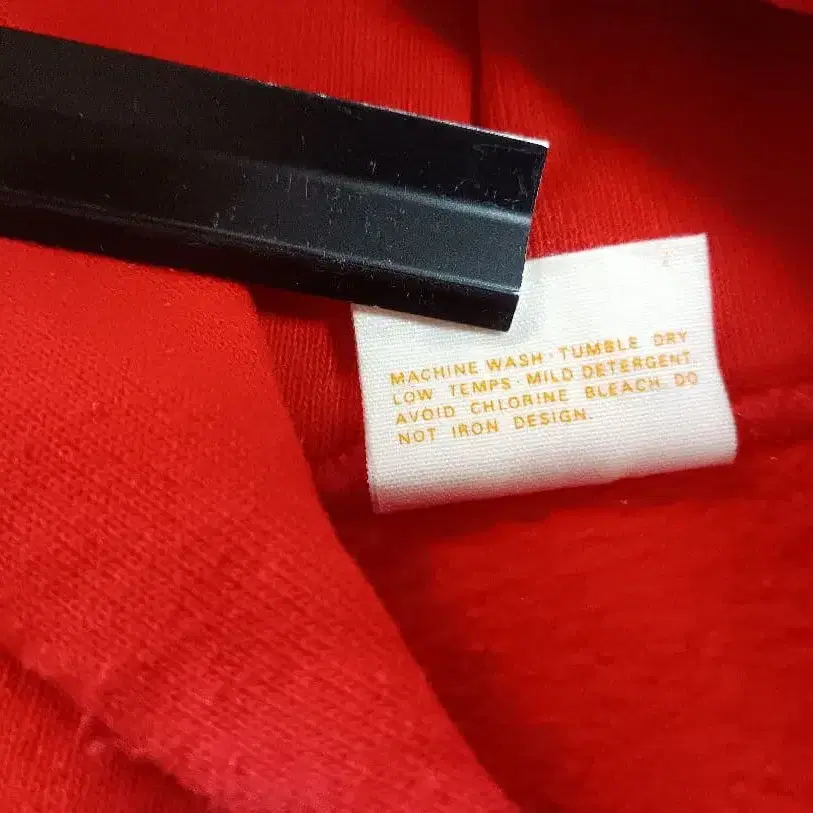 MACHINE WASH · TUMBLE DRY
LOW TEMPS · MILD DETERGENT
AVOID CHLORINE BLEACH DO
NOT IRON DESIGN.